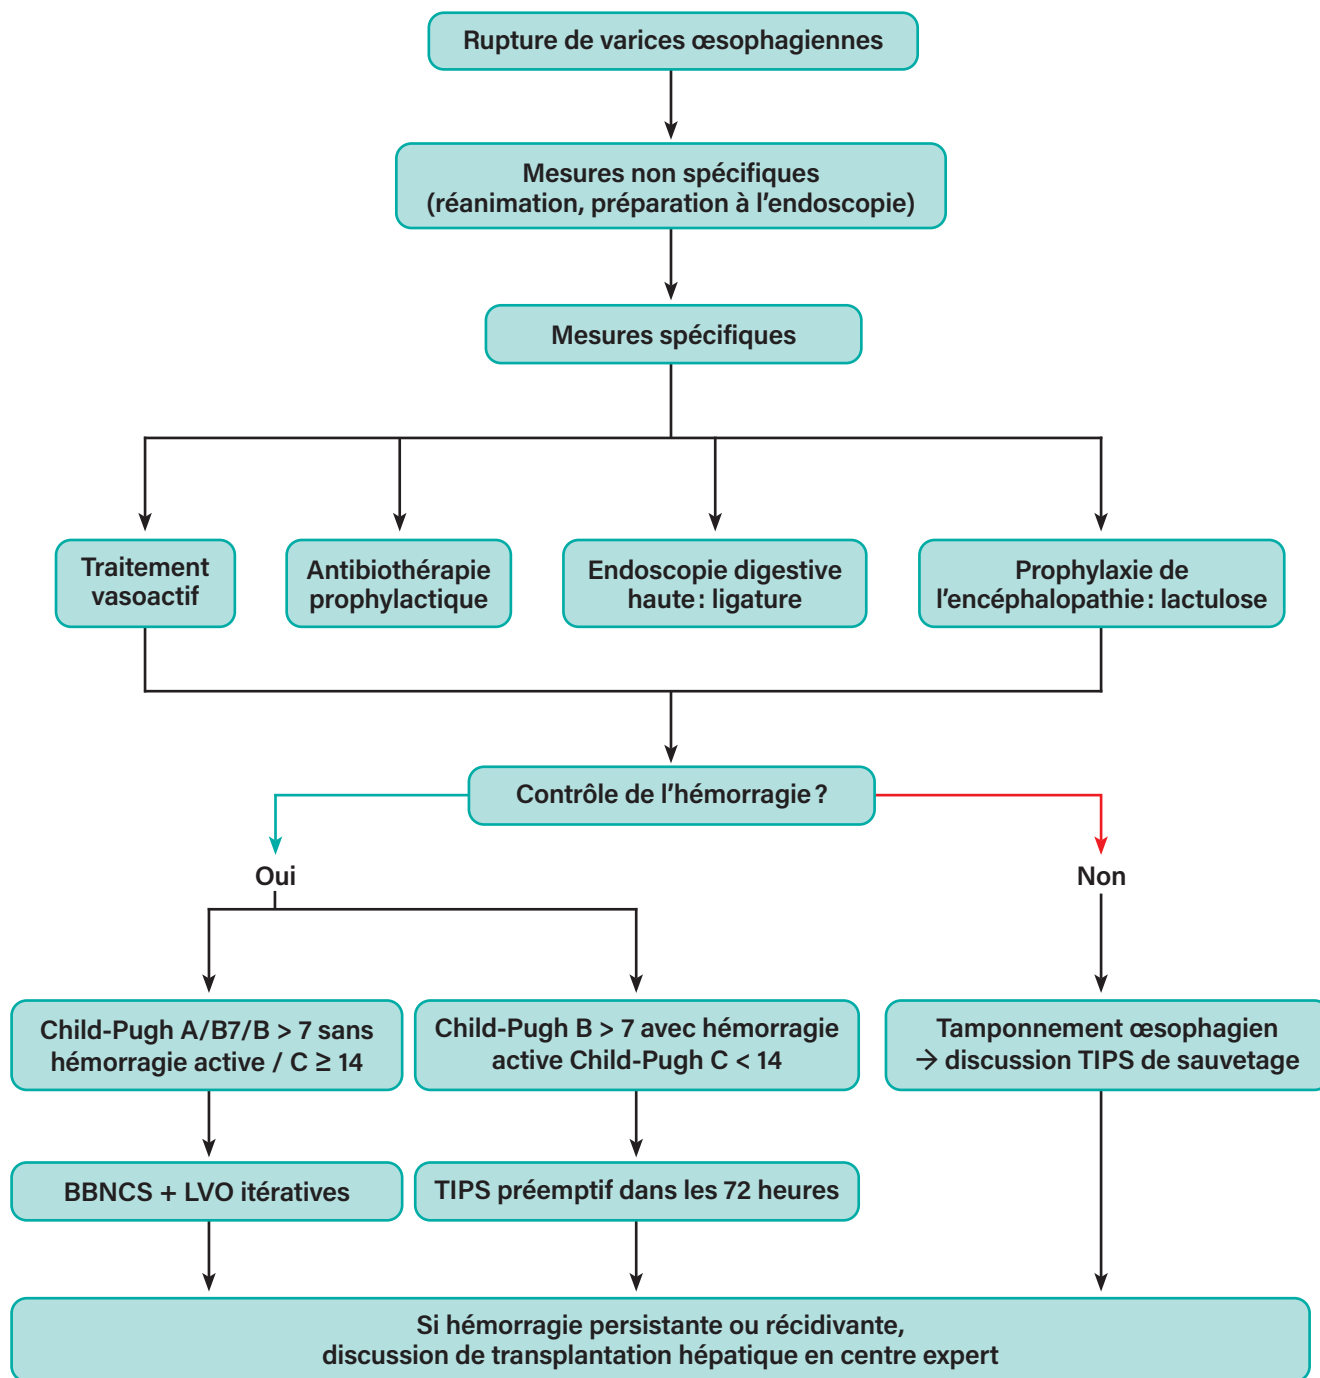 Rupture de varices œsophagiennes
Mesures non spécifiques
(réanimation, préparation à l'endoscopie)
Mesures spécifiques
Traitement
vasoactif
Antibiothérapie
prophylactique
Endoscopie digestive
haute : ligature
Prophylaxie de
l'encéphalopathie : lactulose
Contrôle de l'hémorragie ?
Oui
Non
Child-Pugh A/B7/B > 7 sans
hémorragie active / C ≥ 14
Child-Pugh B > 7 avec hémorragie
active Child-Pugh C < 14
Tamponnement œsophagien
→ discussion TIPS de sauvetage
BBNCS + LVO itératives
TIPS préemptif dans les 72 heures
Si hémorragie persistante ou récidivante,
discussion de transplantation hépatique en centre expert